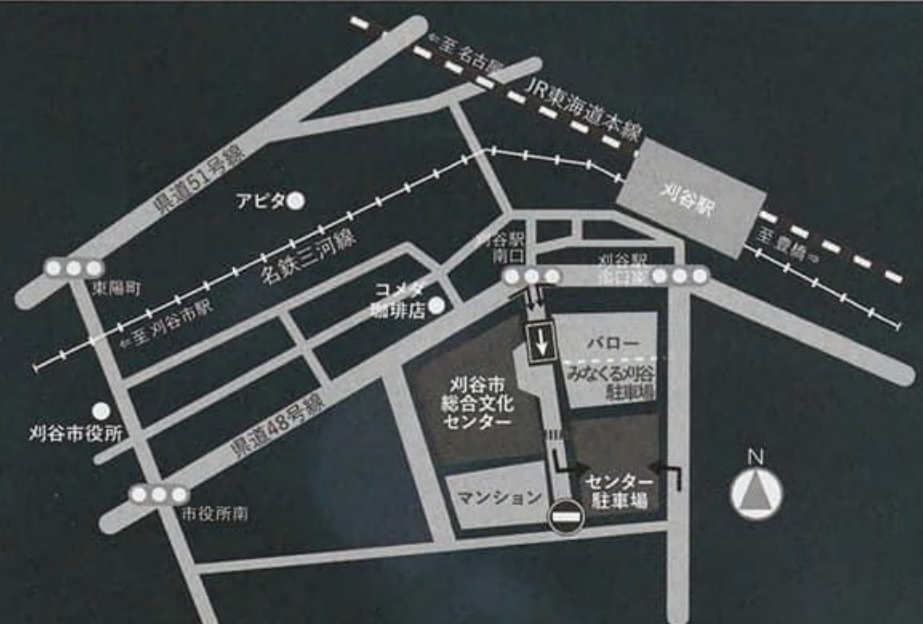 ⇐至名古屋
JR東海道本線
県道51号線
アピタ
刈谷駅
至豊橋⇒
名鉄三河線
刈谷駅
南口
刈谷駅
東陽町
コメダ
珈琲店
⇐至刈谷市駅
バロー
みなくる刈谷
駐車場
刈谷市
総合文化
センター
刈谷市役所
県道48号線
N
センター
駐車場
マンション
市役所南